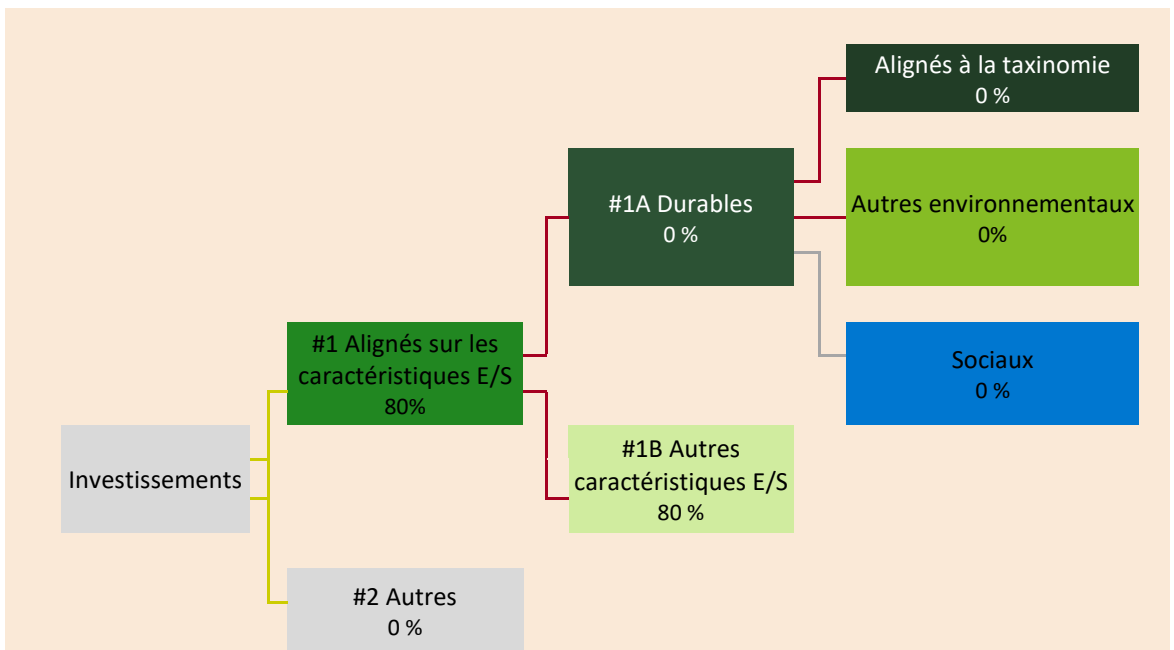 Alignés à la taxinomie
0 %
#1A Durables
0 %
Autres environnementaux
0%
#1 Alignés sur les
caractéristiques E/S
80%
Sociaux
0 %
#1B Autres
caractéristiques E/S
80 %
Investissements
#2 Autres
0 %